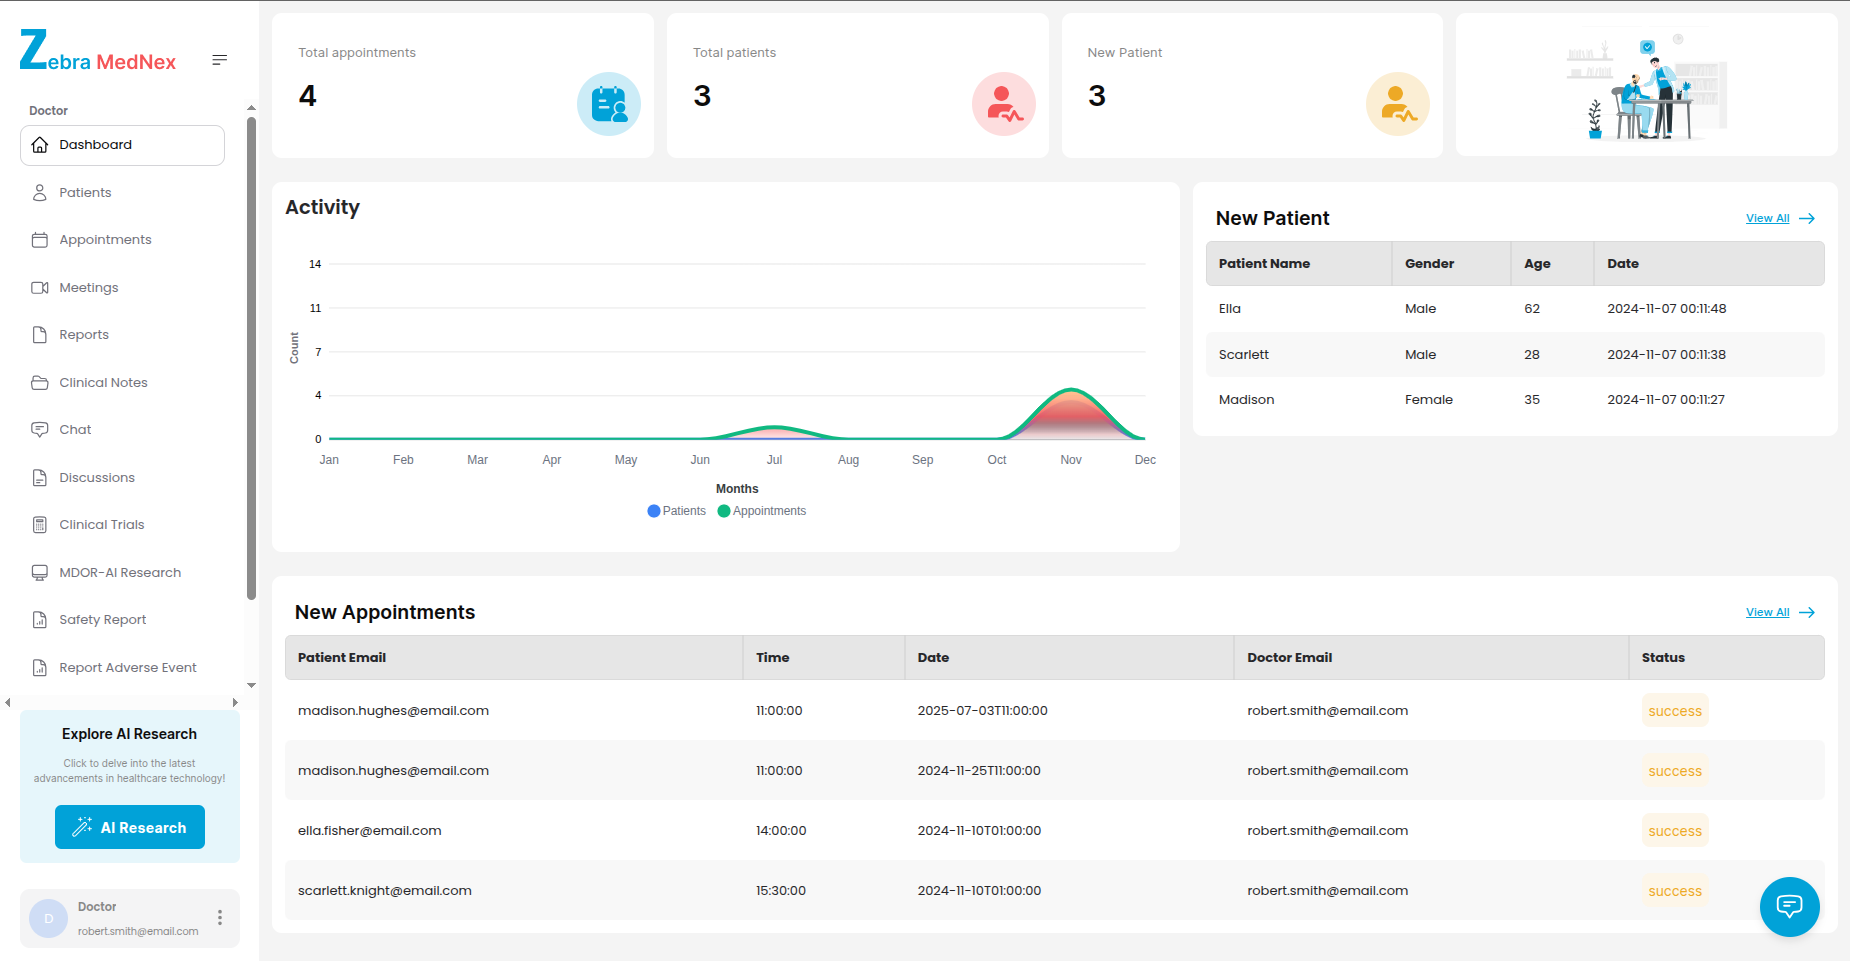 Zebra MedNex
Doctor
Dashboard
Patients
Appointments
Meetings
Reports
Clinical Notes
Chat
Discussions
Clinical Trials
MDOR-AI Research
Safety Report
Report Adverse Event
Explore AI Research
Click to delve into the latest
advancements in healthcare technology!
AI Research
D
Doctor
robert.smith@email.com
Total appointments
4
Total patients
3
New Patient
3
Activity
14
11
7
4
0
Count
Jan Feb Mar Apr May Jun Jul Aug Sep Oct Nov Dec
Months
Patients Appointments
New Patient
View All
Patient Name Gender Age Date
Ella Male 62 2024-11-07 00:11:48
Scarlett Male 28 2024-11-07 00:11:38
Madison Female 35 2024-11-07 00:11:27
New Appointments
View All
Patient Email Time Date Doctor Email Status
madison.hughes@email.com 11:00:00 2025-07-03T11:00:00 robert.smith@email.com success
madison.hughes@email.com 11:00:00 2024-11-25T11:00:00 robert.smith@email.com success
ella.fisher@email.com 14:00:00 2024-11-10T01:00:00 robert.smith@email.com success
scarlett.knight@email.com 15:30:00 2024-11-10T01:00:00 robert.smith@email.com success